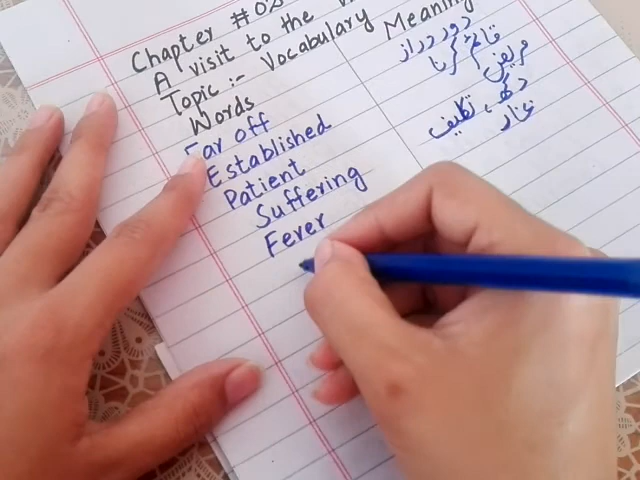 Chapter # 08
A visit to the
Topic :- Vocabulary
Words Meaning
Far off دور دراز
Established قائم کرنا
Patient مریض
Suffering دکھ، تکلیف
Fever بخار